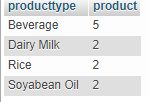 producttype product
Beverage 5
Dairy Milk 2
Rice 2
Soyabean Oil 2